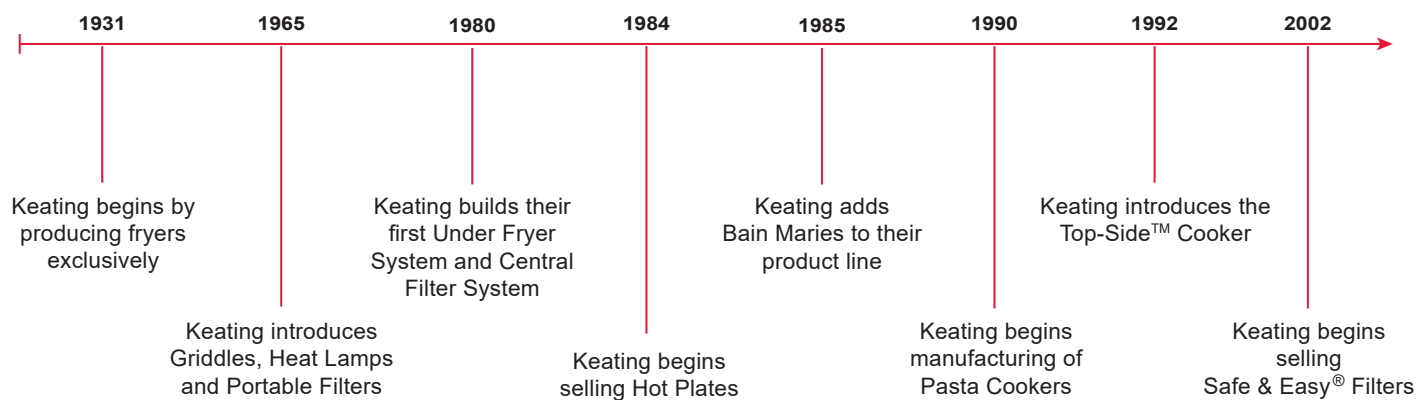 1931 1965 1980 1984 1985 1990 1992 2002
Keating begins by
producing fryers
exclusively
Keating introduces
Griddles, Heat Lamps
and Portable Filters
Keating builds their
first Under Fryer
System and Central
Filter System
Keating begins
selling Hot Plates
Keating adds
Bain Maries to their
product line
Keating begins
manufacturing of
Pasta Cookers
Keating introduces the
Top-Side™ Cooker
Keating begins
selling
Safe & Easy® Filters